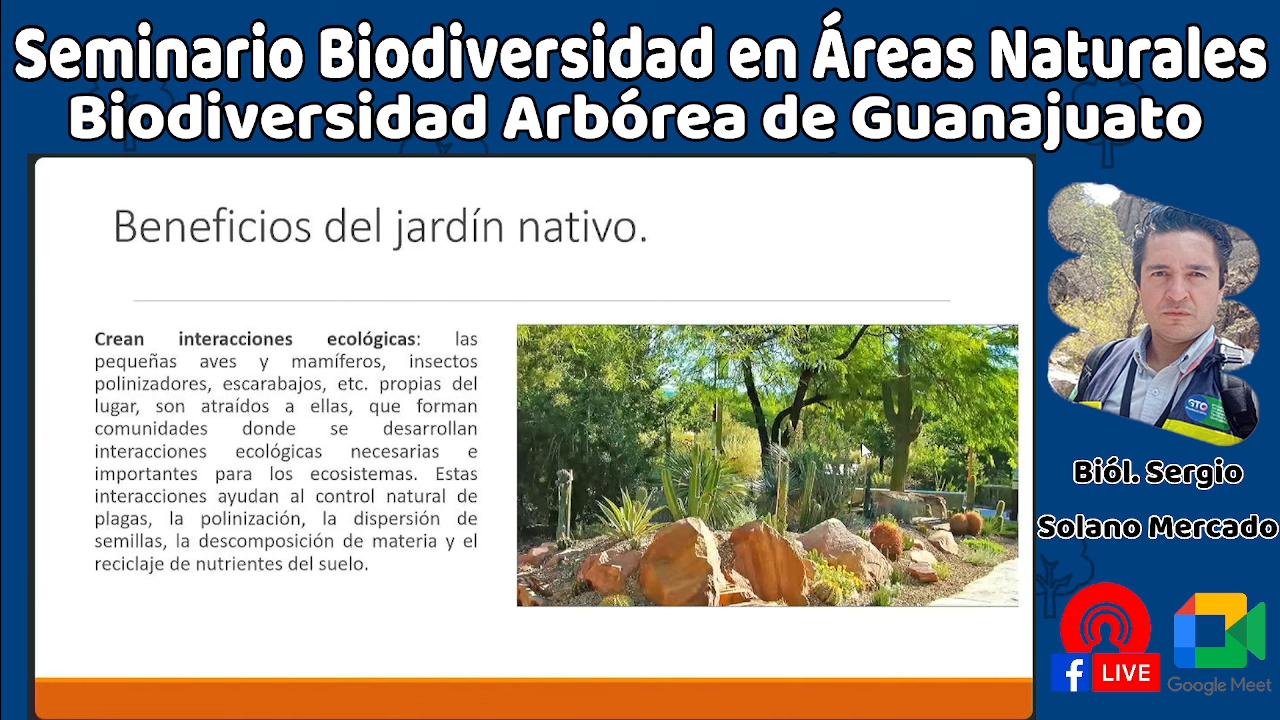 Seminario Biodiversidad en Áreas Naturales
Biodiversidad Arbórea de Guanajuato
Beneficios del jardín nativo.
Crean interacciones ecológicas: las
pequeñas aves y mamíferos, insectos
polinizadores, escarabajos, etc. propias del
lugar, son atraídos a ellas, que forman
comunidades donde se desarrollan
interacciones ecológicas necesarias e
importantes para los ecosistemas. Estas
interacciones ayudan al control natural de
plagas, la polinización, la dispersión de
semillas, la descomposición de materia y el
reciclaje de nutrientes del suelo.
GTO
Biól. Sergio
Solano Mercado
f LIVE
Google Meet